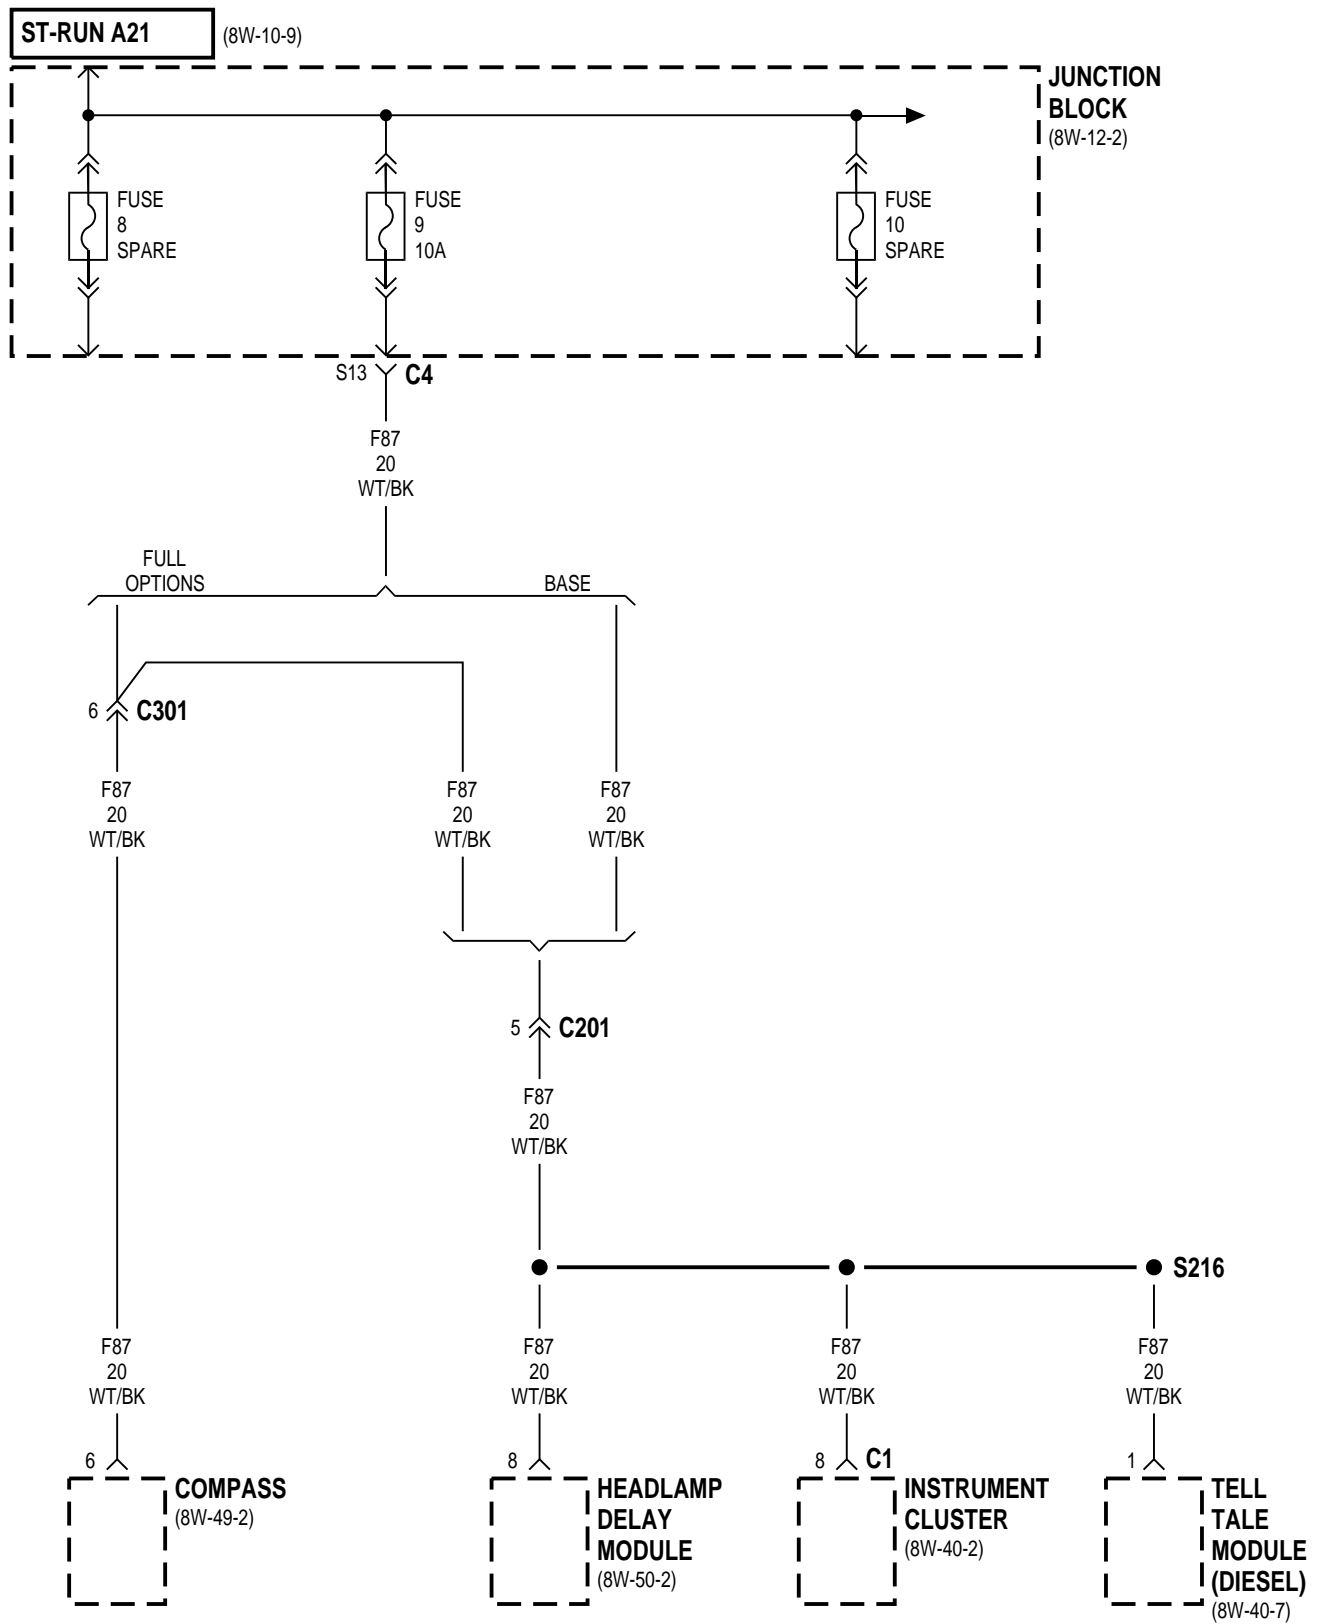 ST-RUN A21 (8W-10-9)
JUNCTION
BLOCK
(8W-12-2)
FUSE
8
SPARE
FUSE
9
10A
FUSE
10
SPARE
S13 C4
F87
20
WT/BK
FULL
OPTIONS
BASE
6 C301
F87
20
WT/BK
F87
20
WT/BK
F87
20
WT/BK
5 C201
F87
20
WT/BK
S216
F87
20
WT/BK
F87
20
WT/BK
F87
20
WT/BK
F87
20
WT/BK
6
COMPASS
(8W-49-2)
8
HEADLAMP
DELAY
MODULE
(8W-50-2)
8 C1
INSTRUMENT
CLUSTER
(8W-40-2)
1
TELL
TALE
MODULE
(DIESEL)
(8W-40-7)